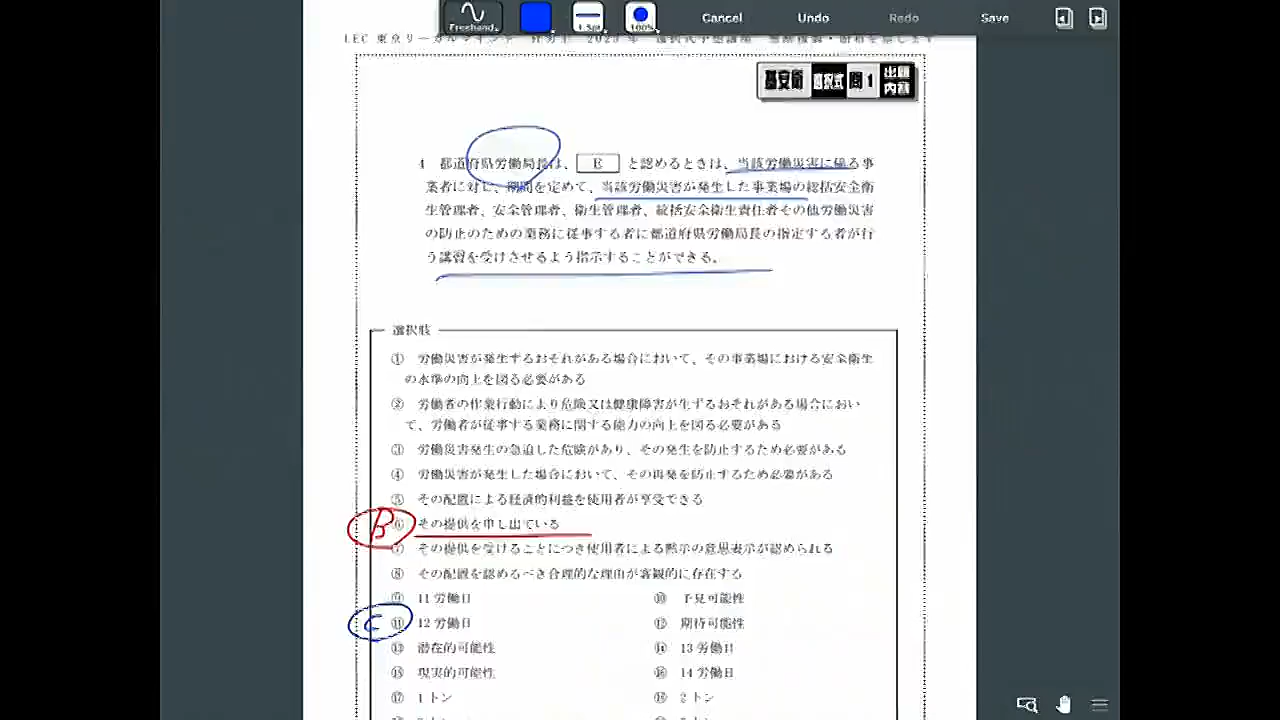 Freehand
1.5pt
100%
Cancel
Undo
Redo
Save
基安衛 選択式 問1 出題内容
4 都道府県労働局長は、 E と認めるときは、当該労働災害に係る事
業者に対し、期間を定めて、当該労働災害が発生した事業場の総括安全衛
生管理者、安全管理者、衛生管理者、統括安全衛生責任者その他労働災害
の防止のための業務に従事する者に都道府県労働局長の指定する者が行
う講習を受けさせるよう指示することができる。
選択肢
① 労働災害が発生するおそれがある場合において、その事業場における安全衛生
の水準の向上を図る必要がある
② 労働者の作業行動により危険又は健康障害が生ずるおそれがある場合におい
て、労働者が従事する業務に関する能力の向上を図る必要がある
③ 労働災害発生の急迫した危険があり、その発生を防止するため必要がある
④ 労働災害が発生した場合において、その再発を防止するため必要がある
⑤ その配置による経済的利益を使用者が享受できる
B ⑥ その提供を申し出ている
⑦ その提供を受けることにつき使用者による黙示の意思表示が認められる
⑧ その配置を認めるべき合理的な理由が客観的に存在する
⑨ 11労働日 ⑩ 予見可能性
C ⑪ 12労働日 ⑫ 期待可能性
⑬ 潜在的可能性 ⑭ 13労働日
⑮ 現実的可能性 ⑯ 14労働日
⑰ 1トン ⑱ 2トン